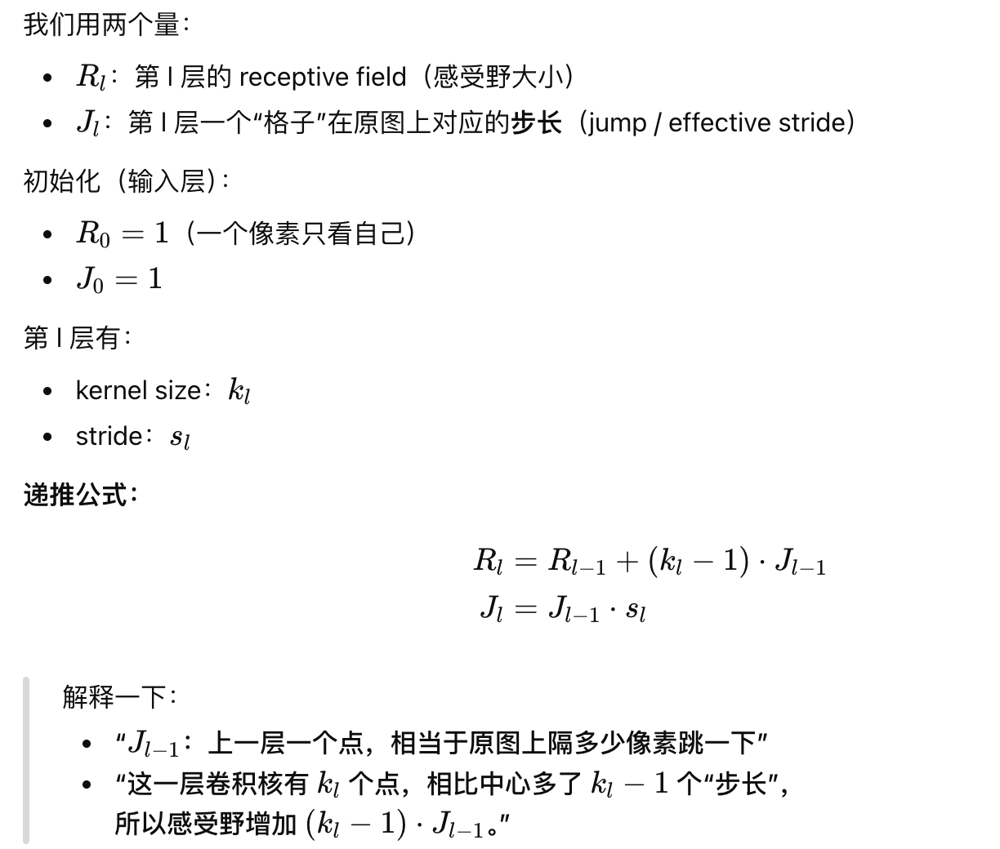 我们用两个量：
• R_l：第 l 层的 receptive field（感受野大小）
• J_l：第 l 层一个“格子”在原图上对应的步长（jump / effective stride）
初始化（输入层）：
• R_0 = 1（一个像素只看自己）
• J_0 = 1
第 l 层有：
• kernel size：k_l
• stride：s_l
递推公式：
R_l = R_{l−1} + (k_l − 1) · J_{l−1}
J_l = J_{l−1} · s_l
解释一下：
• “J_{l−1}：上一层一个点，相当于原图上隔多少像素跳一下”
• “这一层卷积核有 k_l 个点，相比中心多了 k_l − 1 个“步长”，
所以感受野增加 (k_l − 1) · J_{l−1}。”